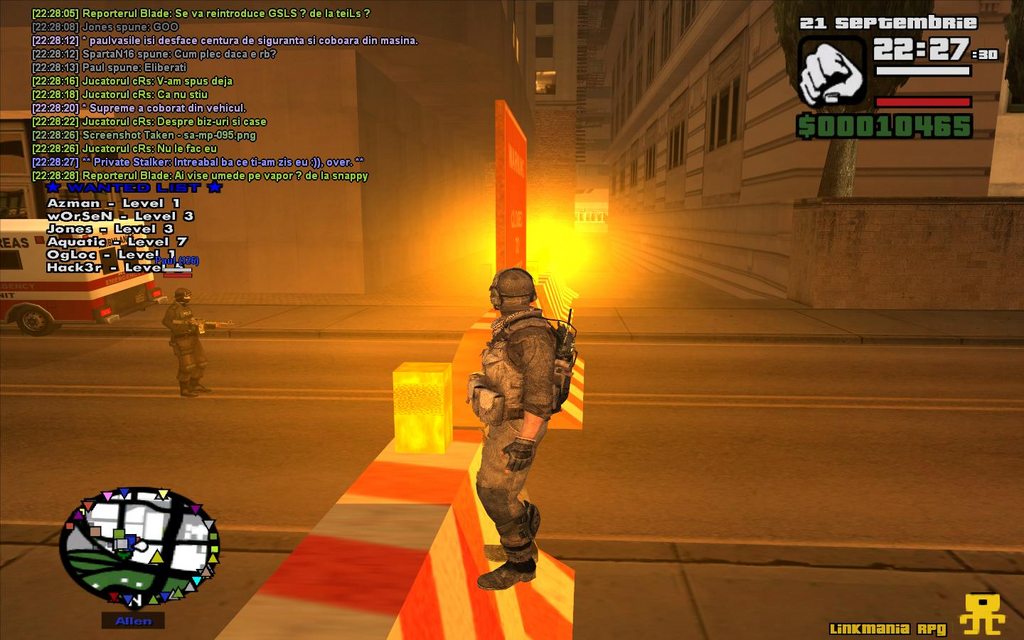 [22:28:05] Reporterul Blade: Se va reintroduce GSLS ? de la teiLs ?
[22:28:08] Jones spune: GOO
[22:28:12] * paulvasile isi desface centura de siguranta si coboara din masina.
[22:28:12] SpartaN16 spune: Cum plec daca e rb?
[22:28:13] Paul spune: Eliberati
[22:28:16] Jucatorul cRs: V-am spus deja
[22:28:18] Jucatorul cRs: Ca nu stiu
[22:28:20] * Supreme a coborat din vehicul.
[22:28:22] Jucatorul cRs: Despre biz-uri si case
[22:28:26] Screenshot Taken - sa-mp-095.png
[22:28:26] Jucatorul cRs: Nu le fac eu
[22:28:27] ** Private Stalker: Intreabal ba ce ti-am zis eu :)), over. **
[22:28:28] Reporterul Blade: Ai vise umede pe vapor ? de la snappy
WANTED LIST
Azman - Level 1
wOrSeN - Level 3
Jones - Level 3
Aquatic - Level 7
OgLoc - Level 1
Hack3r - Level
21 Septembrie
22:27:30
$00010465
Allen
Linkmania RPG